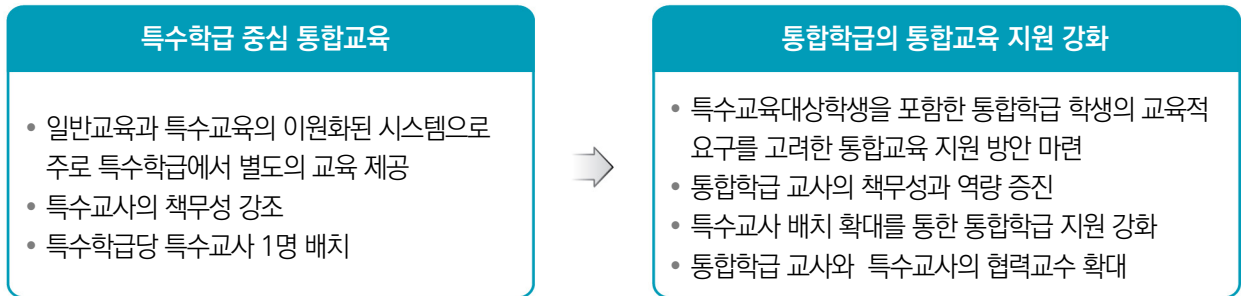 특수학급 중심 통합교육
• 일반교육과 특수교육의 이원화된 시스템으로
주로 특수학급에서 별도의 교육 제공
• 특수교사의 책무성 강조
• 특수학급당 특수교사 1명 배치
통합학급의 통합교육 지원 강화
• 특수교육대상학생을 포함한 통합학급 학생의 교육적
요구를 고려한 통합교육 지원 방안 마련
• 통합학급 교사의 책무성과 역량 증진
• 특수교사 배치 확대를 통한 통합학급 지원 강화
• 통합학급 교사와 특수교사의 협력교수 확대